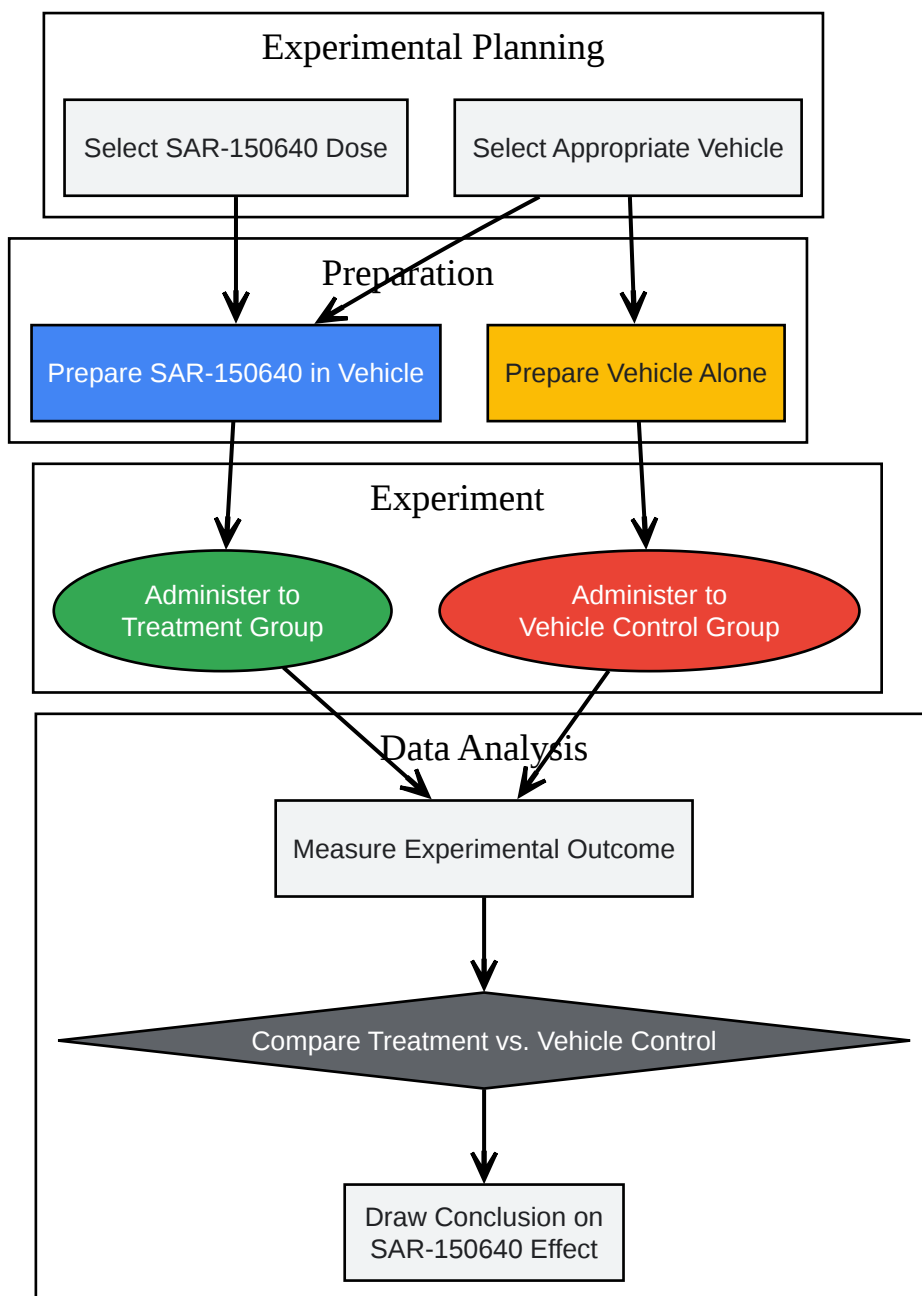 Experimental Planning
Select SAR-150640 Dose
Select Appropriate Vehicle
Preparation
Prepare SAR-150640 in Vehicle
Prepare Vehicle Alone
Experiment
Administer to
Treatment Group
Administer to
Vehicle Control Group
Data Analysis
Measure Experimental Outcome
Compare Treatment vs. Vehicle Control
Draw Conclusion on
SAR-150640 Effect